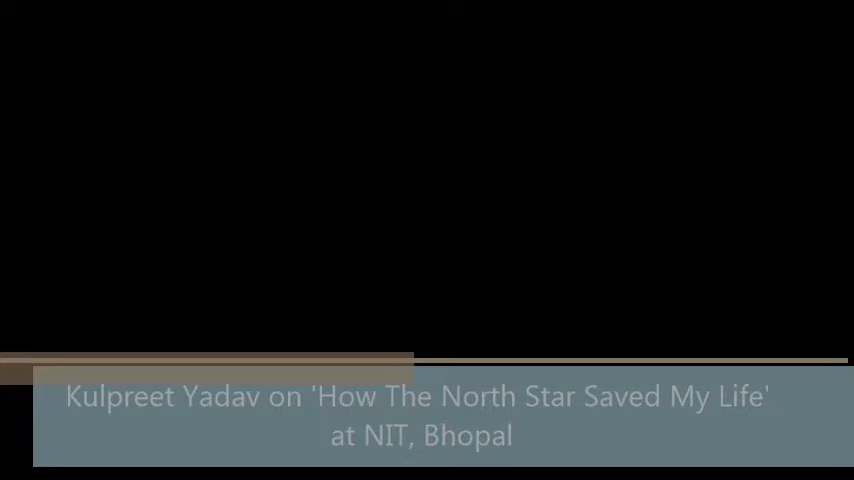 Kulpreet Yadav on 'How The North Star Saved My Life'
at NIT, Bhopal